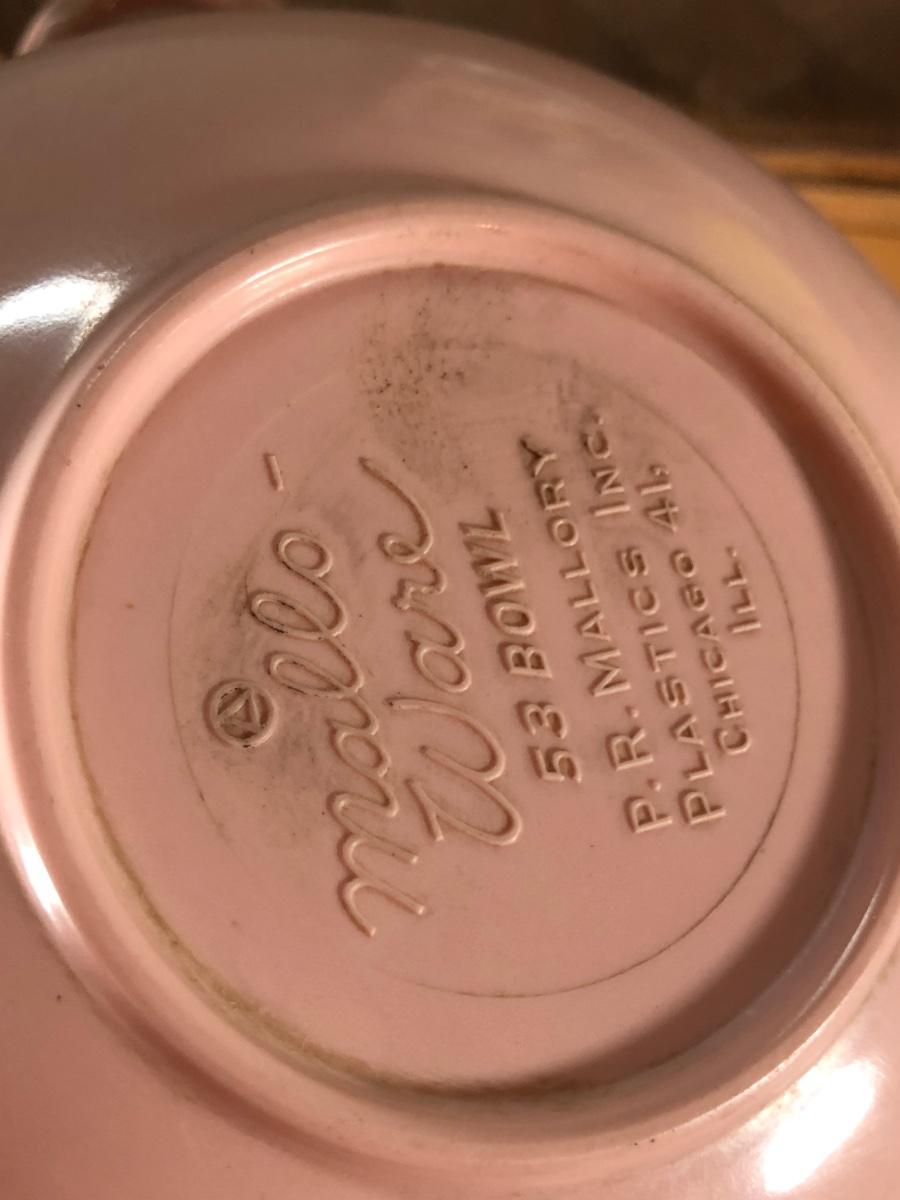 mallo
Ware
53 BOWL
P. R. MALLORY
PLASTICS INC.
CHICAGO 41,
ILL.